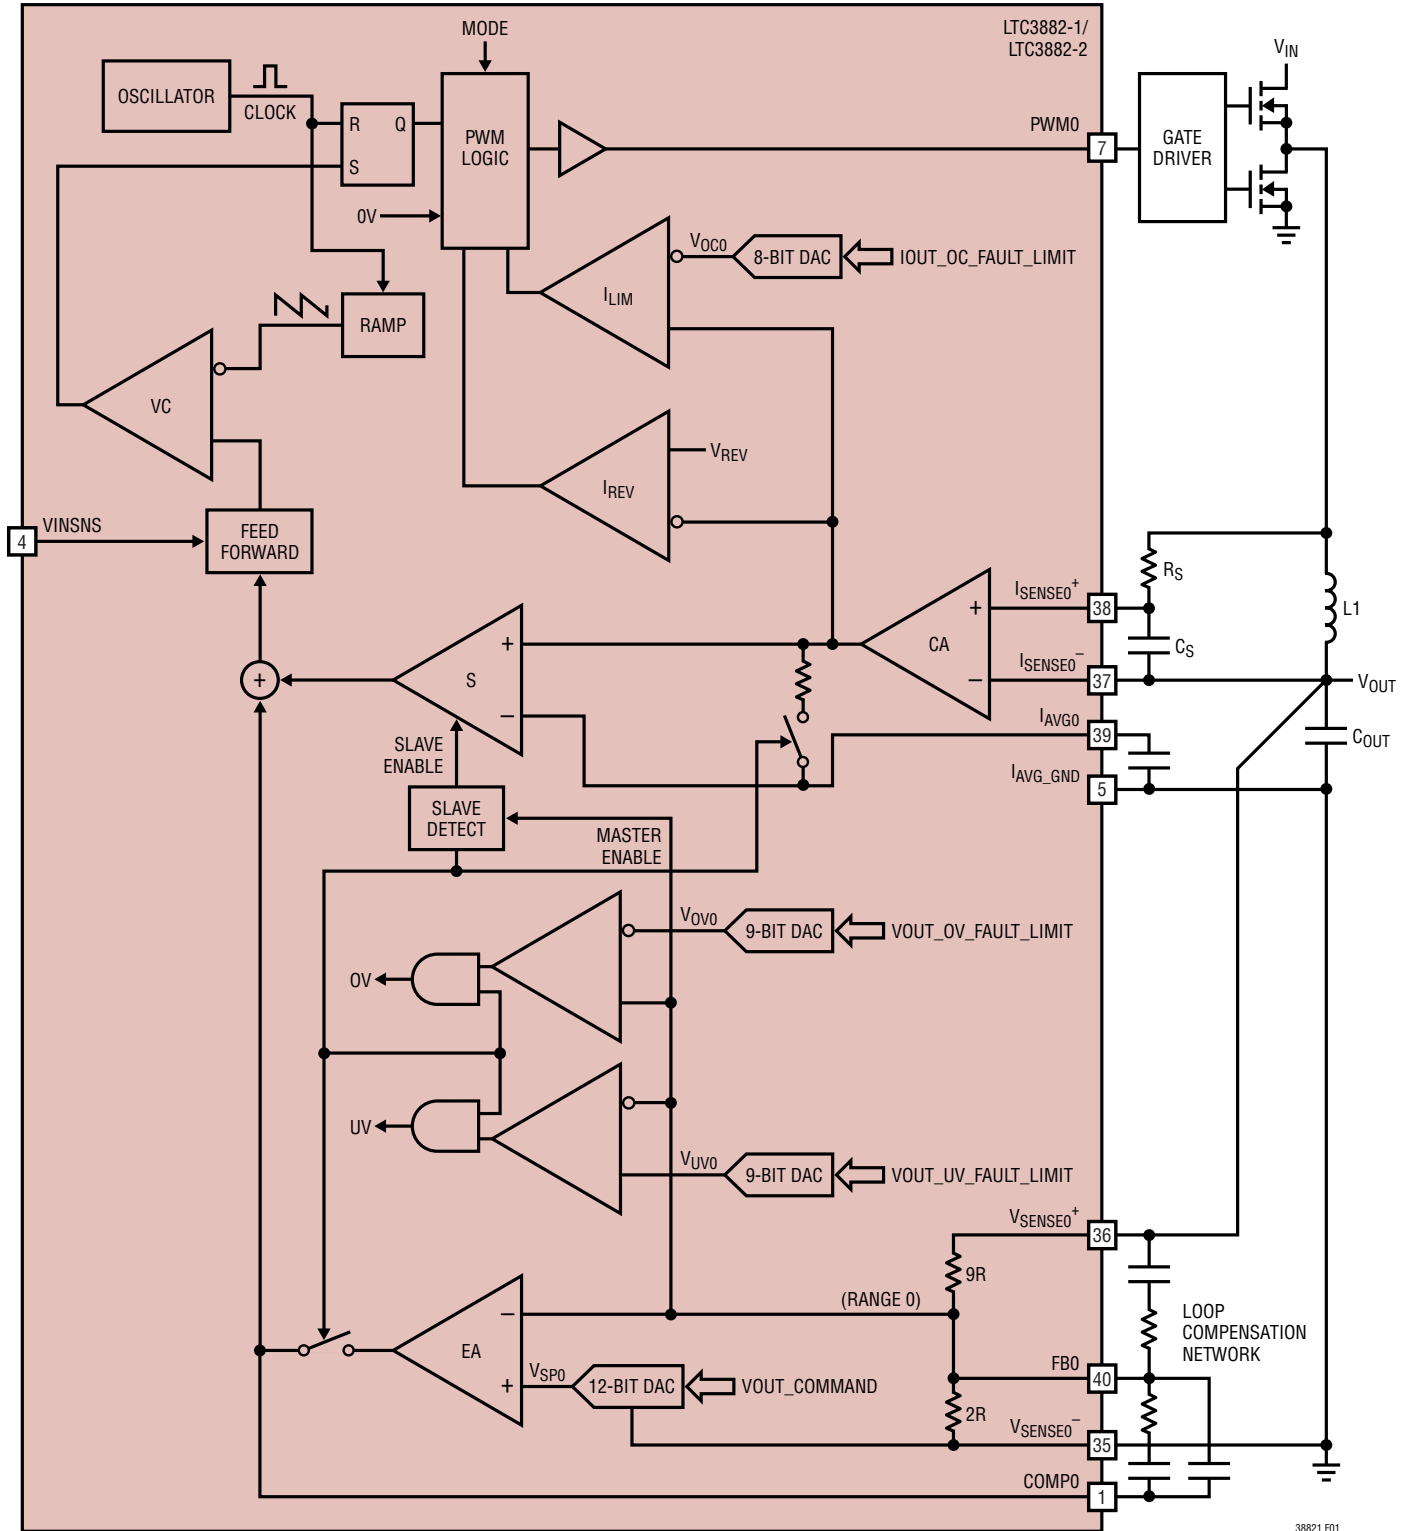 MODE
LTC3882-1/
LTC3882-2
VIN
OSCILLATOR
CLOCK
R
Q
S
PWM
LOGIC
PWM0
7
GATE
DRIVER
0V
VOC0
8-BIT DAC
IOUT_OC_FAULT_LIMIT
ILIM
RAMP
VC
VREV
IREV
4
VINSNS
FEED
FORWARD
ISENSE0+
38
RS
L1
CA
+
–
CS
ISENSE0–
37
VOUT
+
S
+
–
IAVG0
39
COUT
SLAVE
ENABLE
IAVG_GND
5
SLAVE
DETECT
MASTER
ENABLE
VOV0
9-BIT DAC
VOUT_OV_FAULT_LIMIT
OV
UV
VUV0
9-BIT DAC
VOUT_UV_FAULT_LIMIT
VSENSE0+
36
9R
(RANGE 0)
LOOP
COMPENSATION
NETWORK
–
EA
+
VSP0
12-BIT DAC
VOUT_COMMAND
FB0
40
2R
VSENSE0–
35
COMP0
1
38821 F01